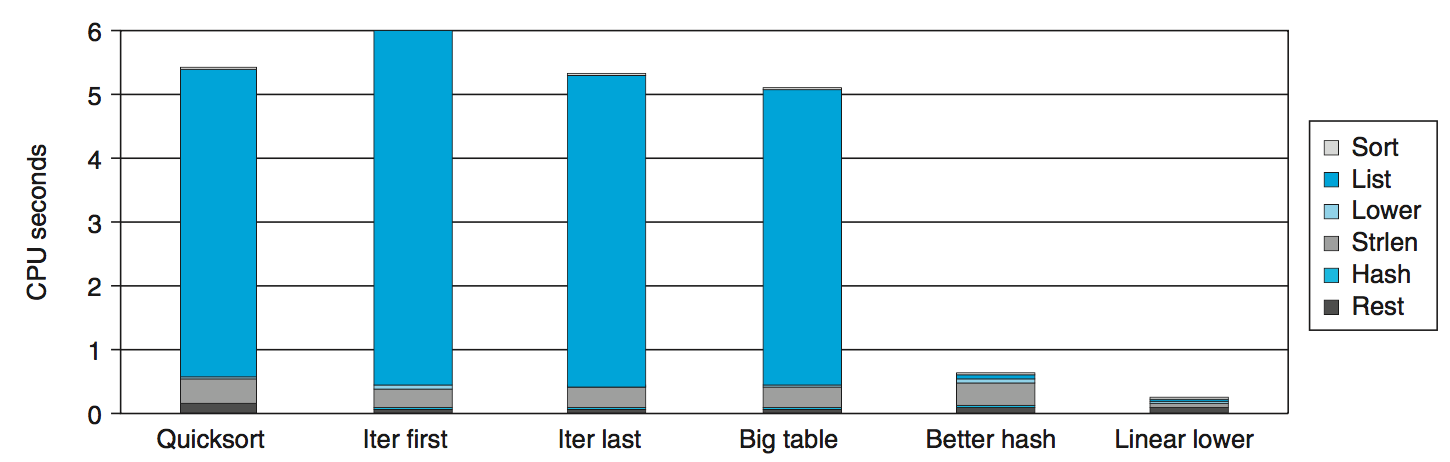 6
5
4
3
2
1
0
CPU seconds
Quicksort
Iter first
Iter last
Big table
Better hash
Linear lower
Sort
List
Lower
Strlen
Hash
Rest